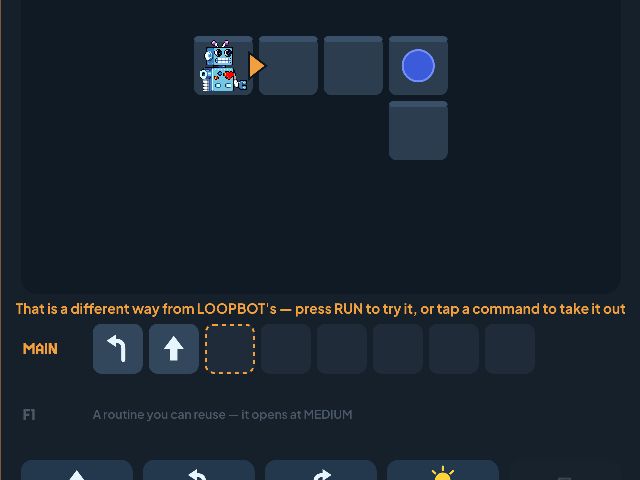 That is a different way from LOOPBOT's — press RUN to try it, or tap a command to take it out
MAIN
F1 A routine you can reuse — it opens at MEDIUM